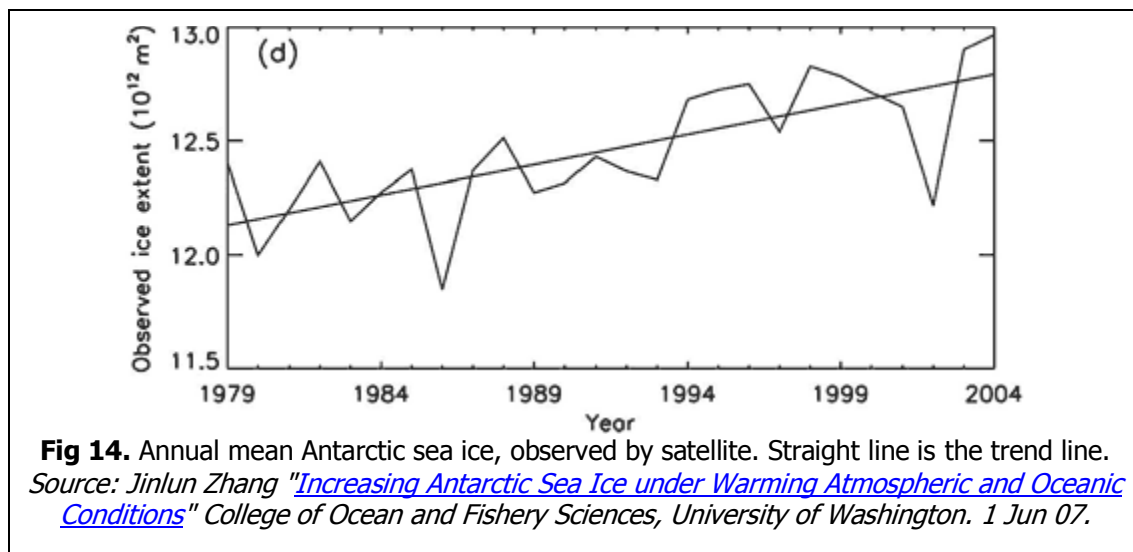 13.0
(d)
12.5
12.0
11.5
Observed ice extent (10¹² m²)
1979 1984 1989 1994 1999 2004
Year
Fig 14. Annual mean Antarctic sea ice, observed by satellite. Straight line is the trend line.
Source: Jinlun Zhang "Increasing Antarctic Sea Ice under Warming Atmospheric and Oceanic
Conditions" College of Ocean and Fishery Sciences, University of Washington. 1 Jun 07.